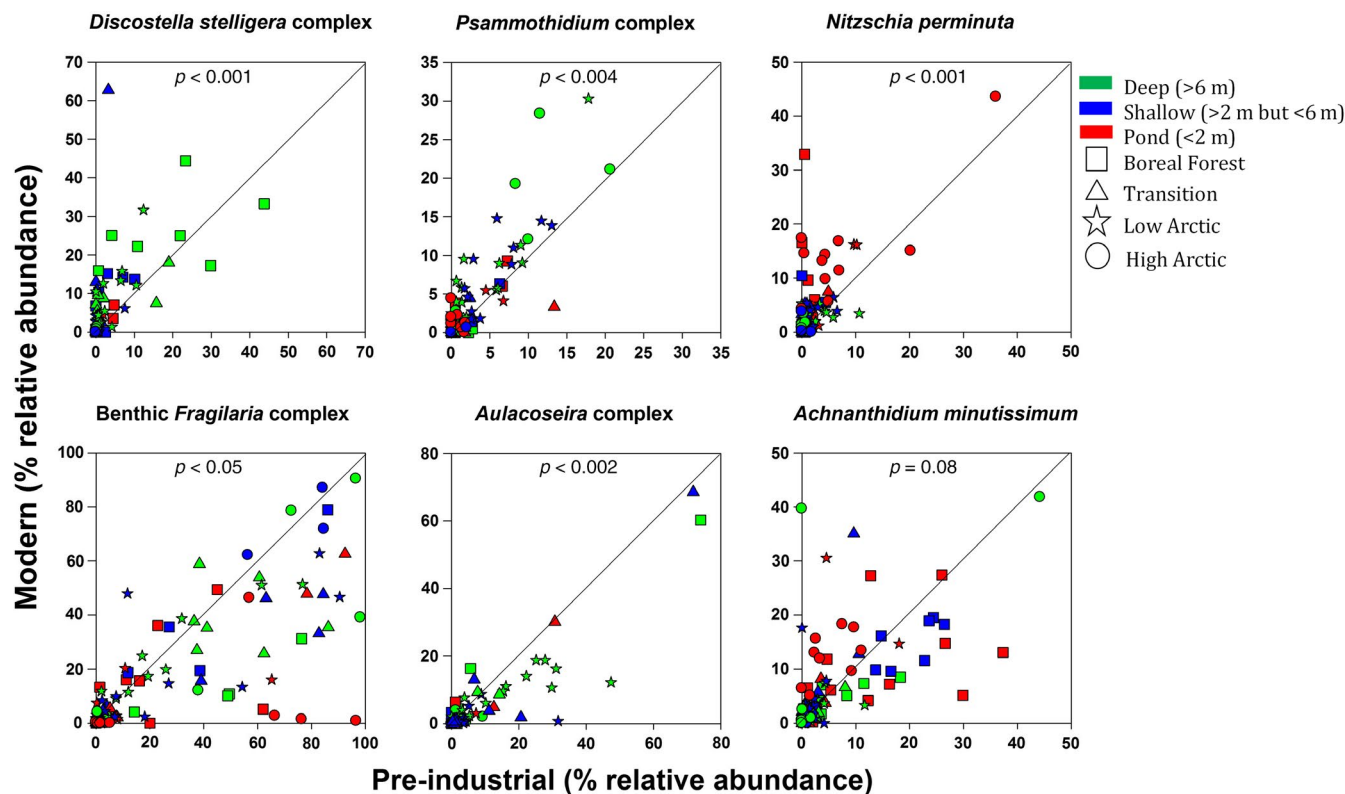 Discostella stelligera complex
Psammothidium complex
Nitzschia perminuta
70
60
50
40
30
20
10
0
p < 0.001
0 10 20 30 40 50 60 70
35
30
25
20
15
10
5
0
p < 0.004
0 5 10 15 20 25 30 35
50
40
30
20
10
0
p < 0.001
0 10 20 30 40 50
Deep (>6 m)
Shallow (>2 m but <6 m)
Pond (<2 m)
Boreal Forest
Transition
Low Arctic
High Arctic
Modern (% relative abundance)
Benthic Fragilaria complex
Aulacoseira complex
Achnanthidium minutissimum
100
80
60
40
20
0
p < 0.05
0 20 40 60 80 100
80
60
40
20
0
p < 0.002
0 20 40 60 80
50
40
30
20
10
0
p = 0.08
0 10 20 30 40 50
Pre-industrial (% relative abundance)